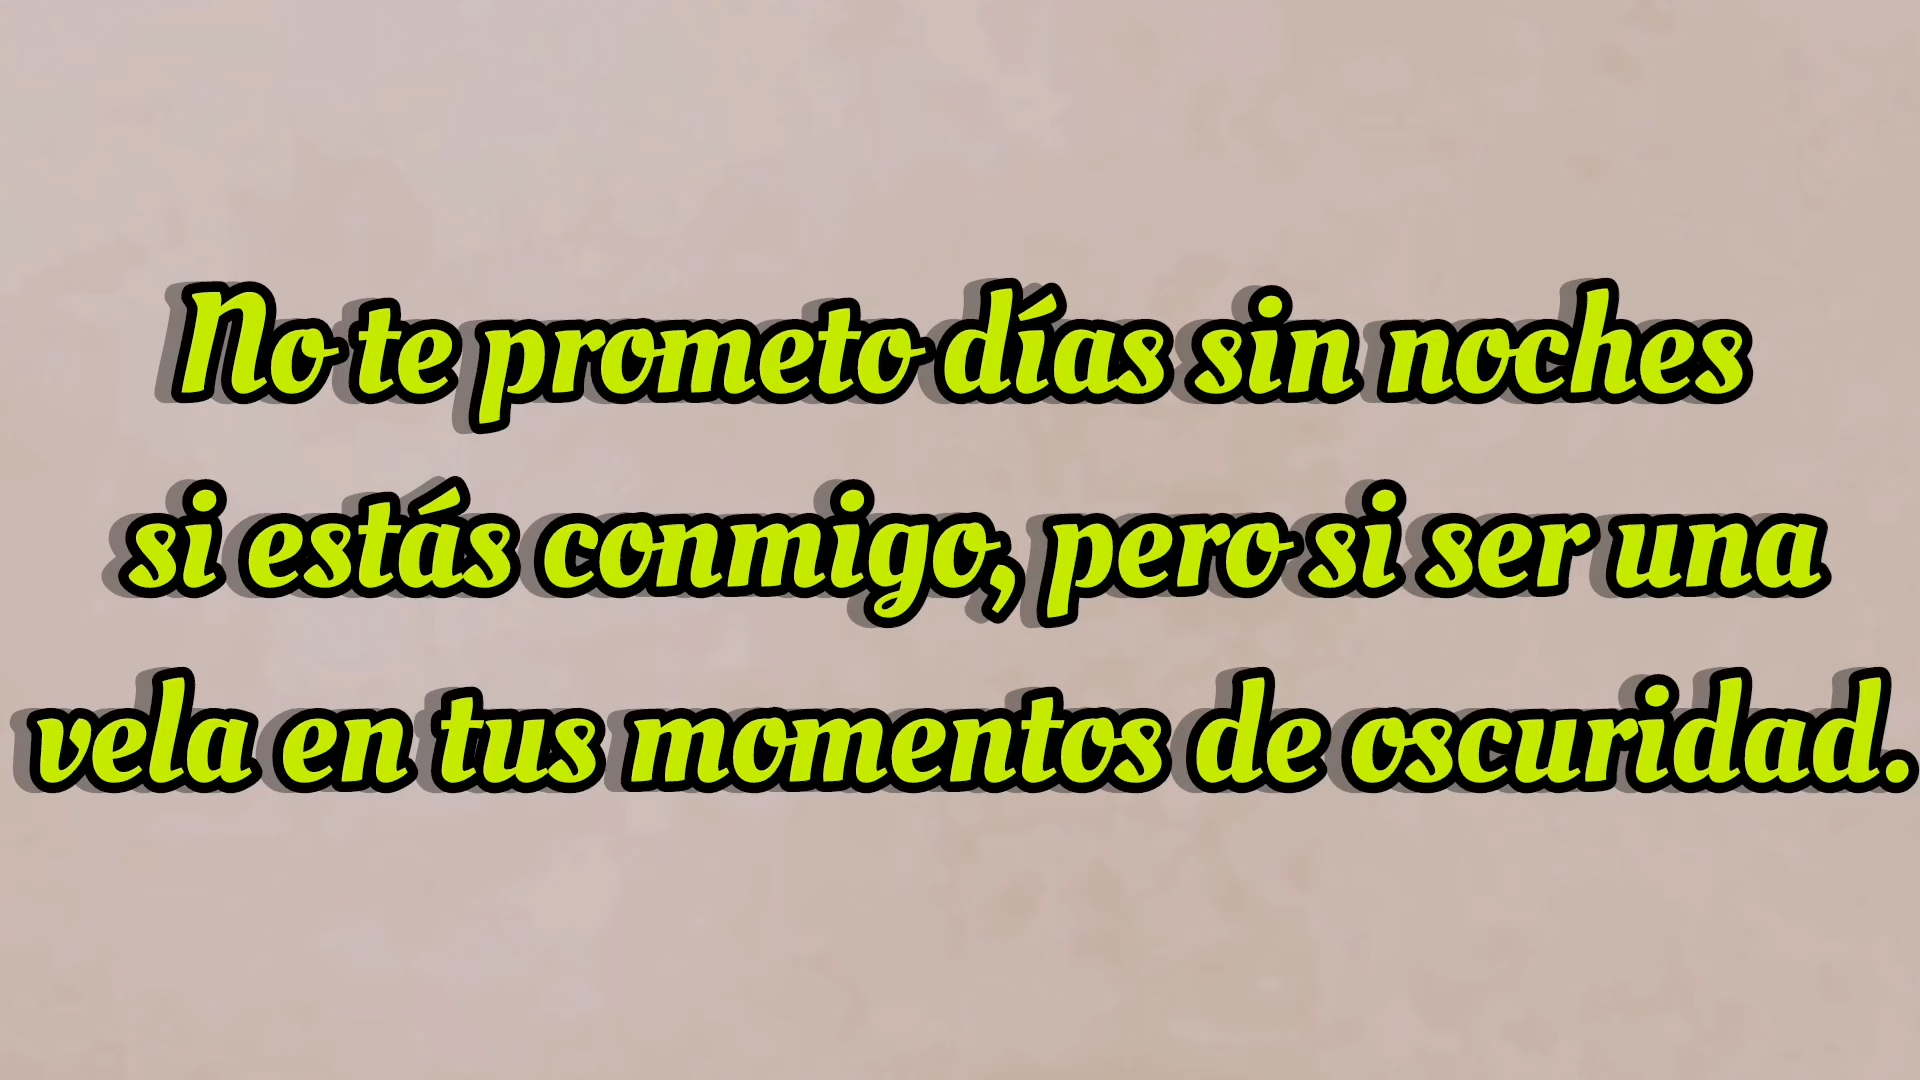 No te prometo días sin noches
si estás conmigo, pero si ser una
vela en tus momentos de oscuridad.